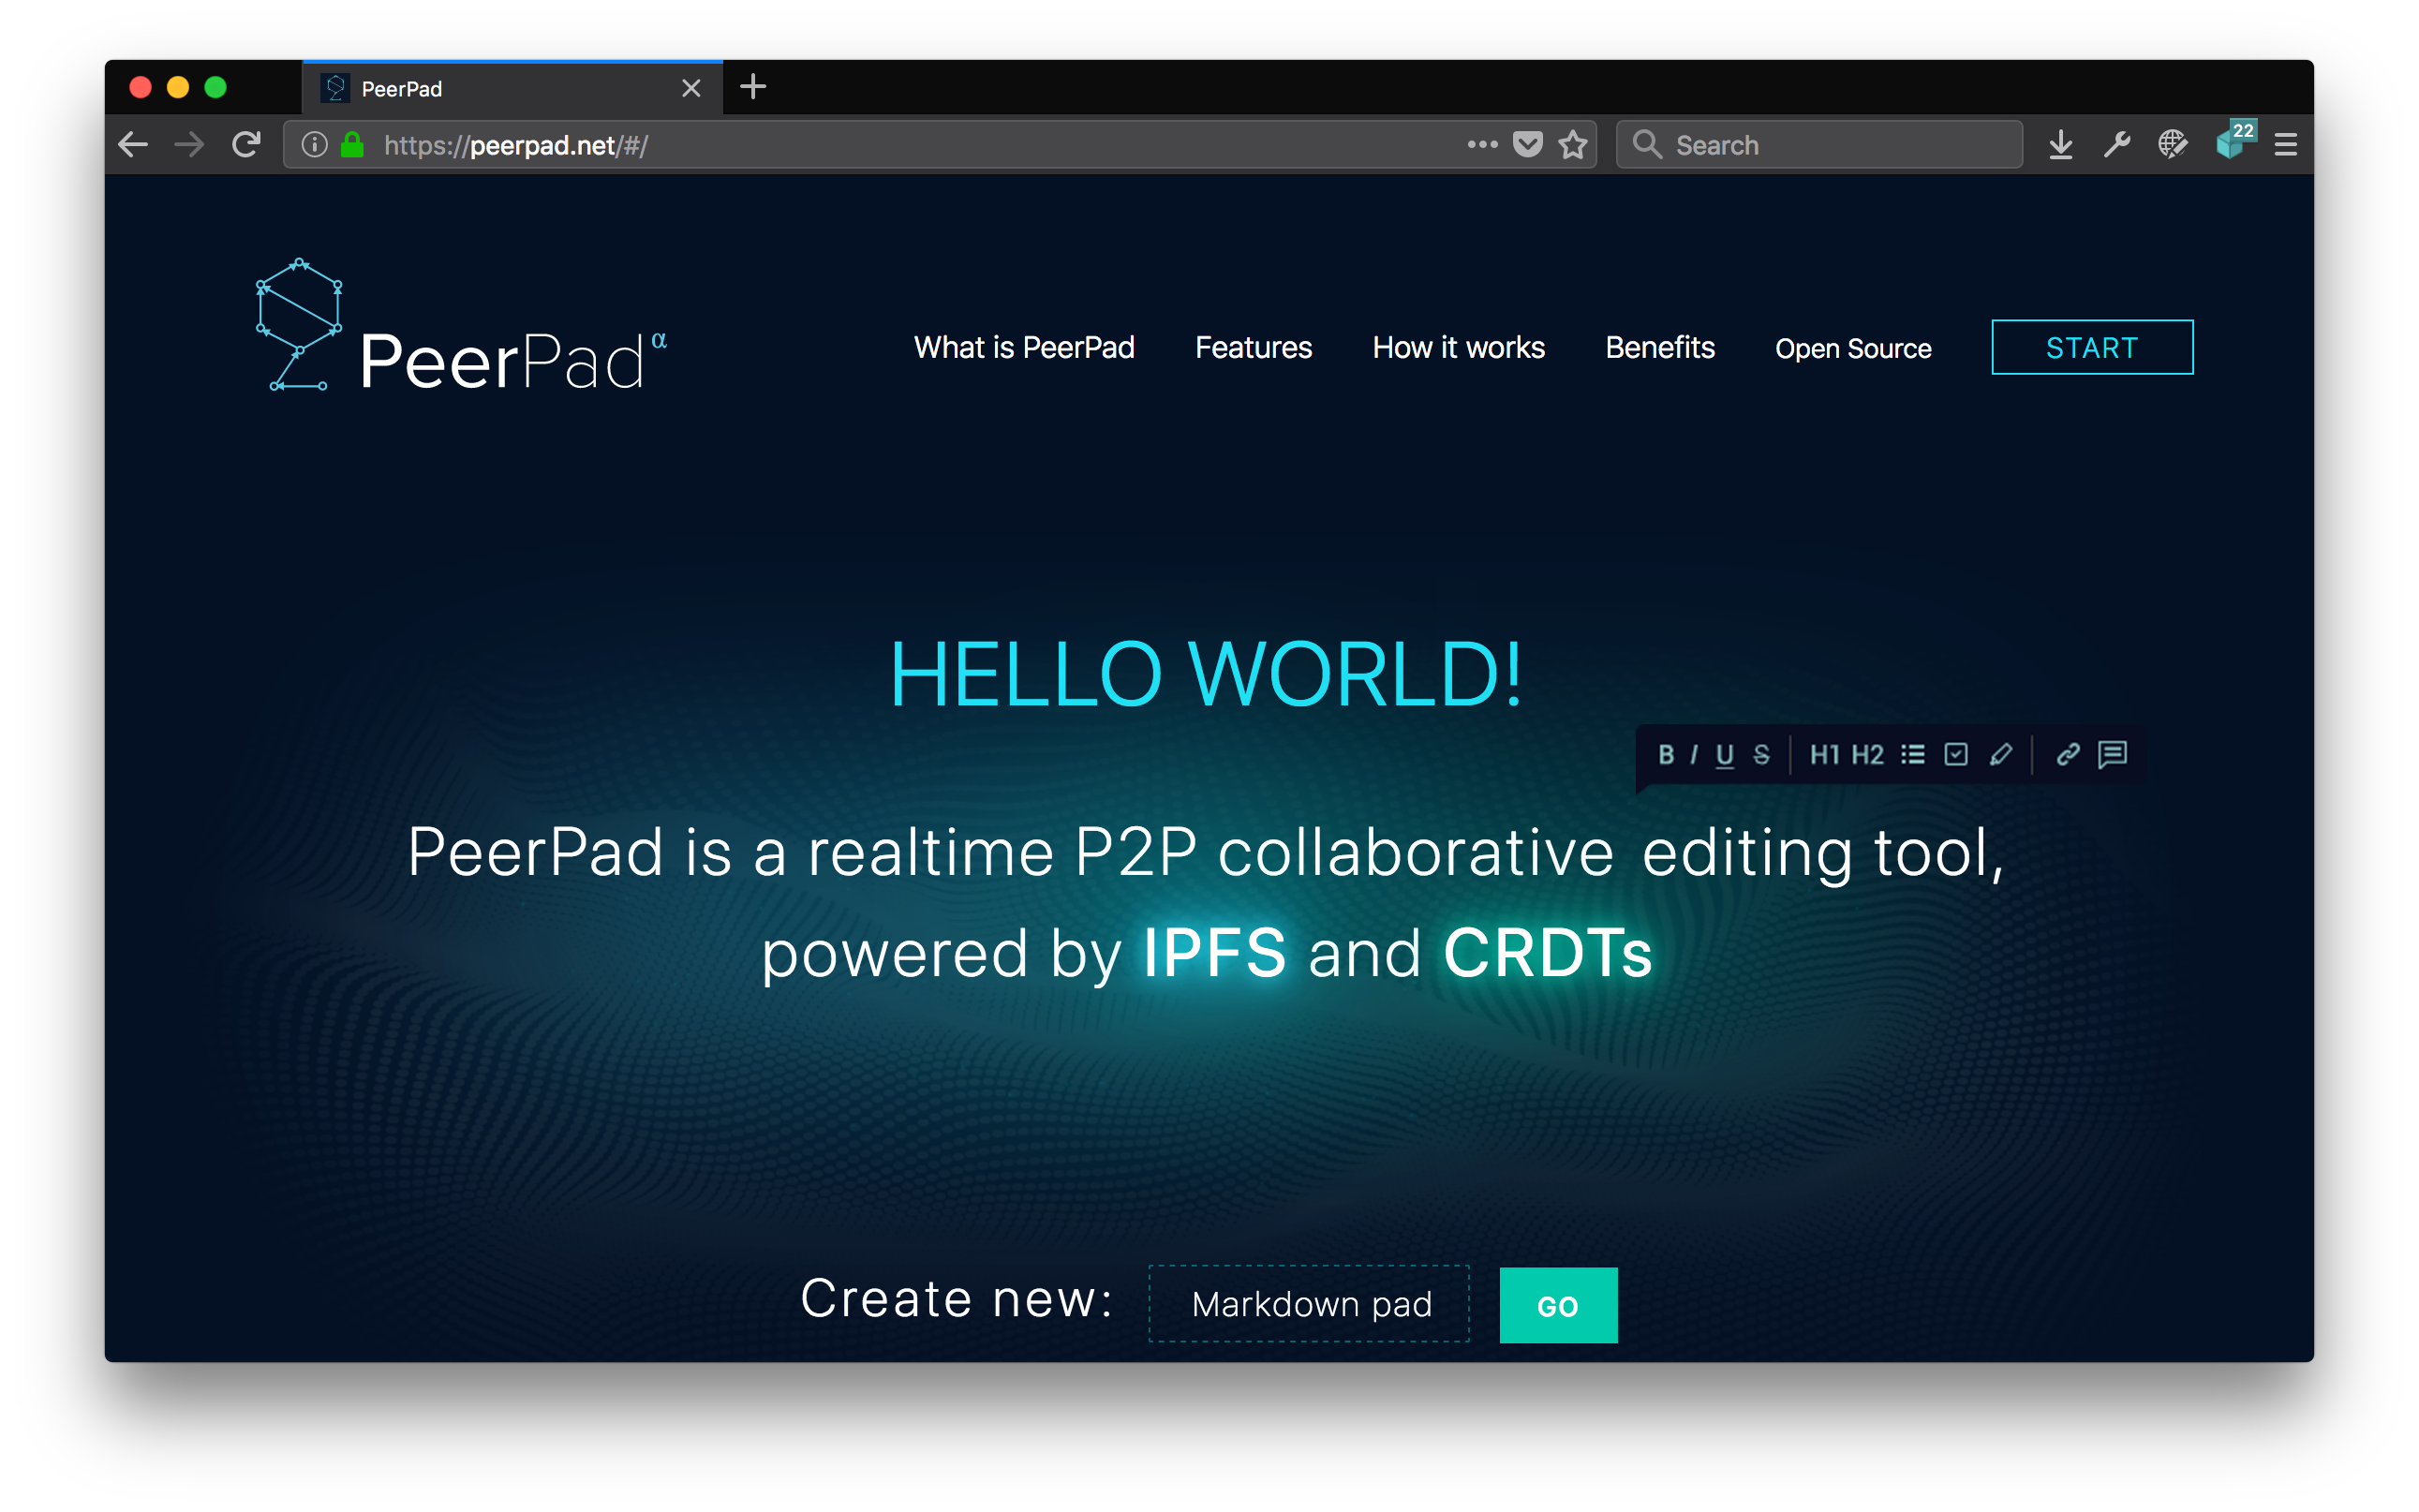 PeerPad
https://peerpad.net/#/
Search
22
PeerPad α
What is PeerPad Features How it works Benefits Open Source START
HELLO WORLD!
B I U S H1 H2
PeerPad is a realtime P2P collaborative editing tool,
powered by IPFS and CRDTs
Create new: Markdown pad GO